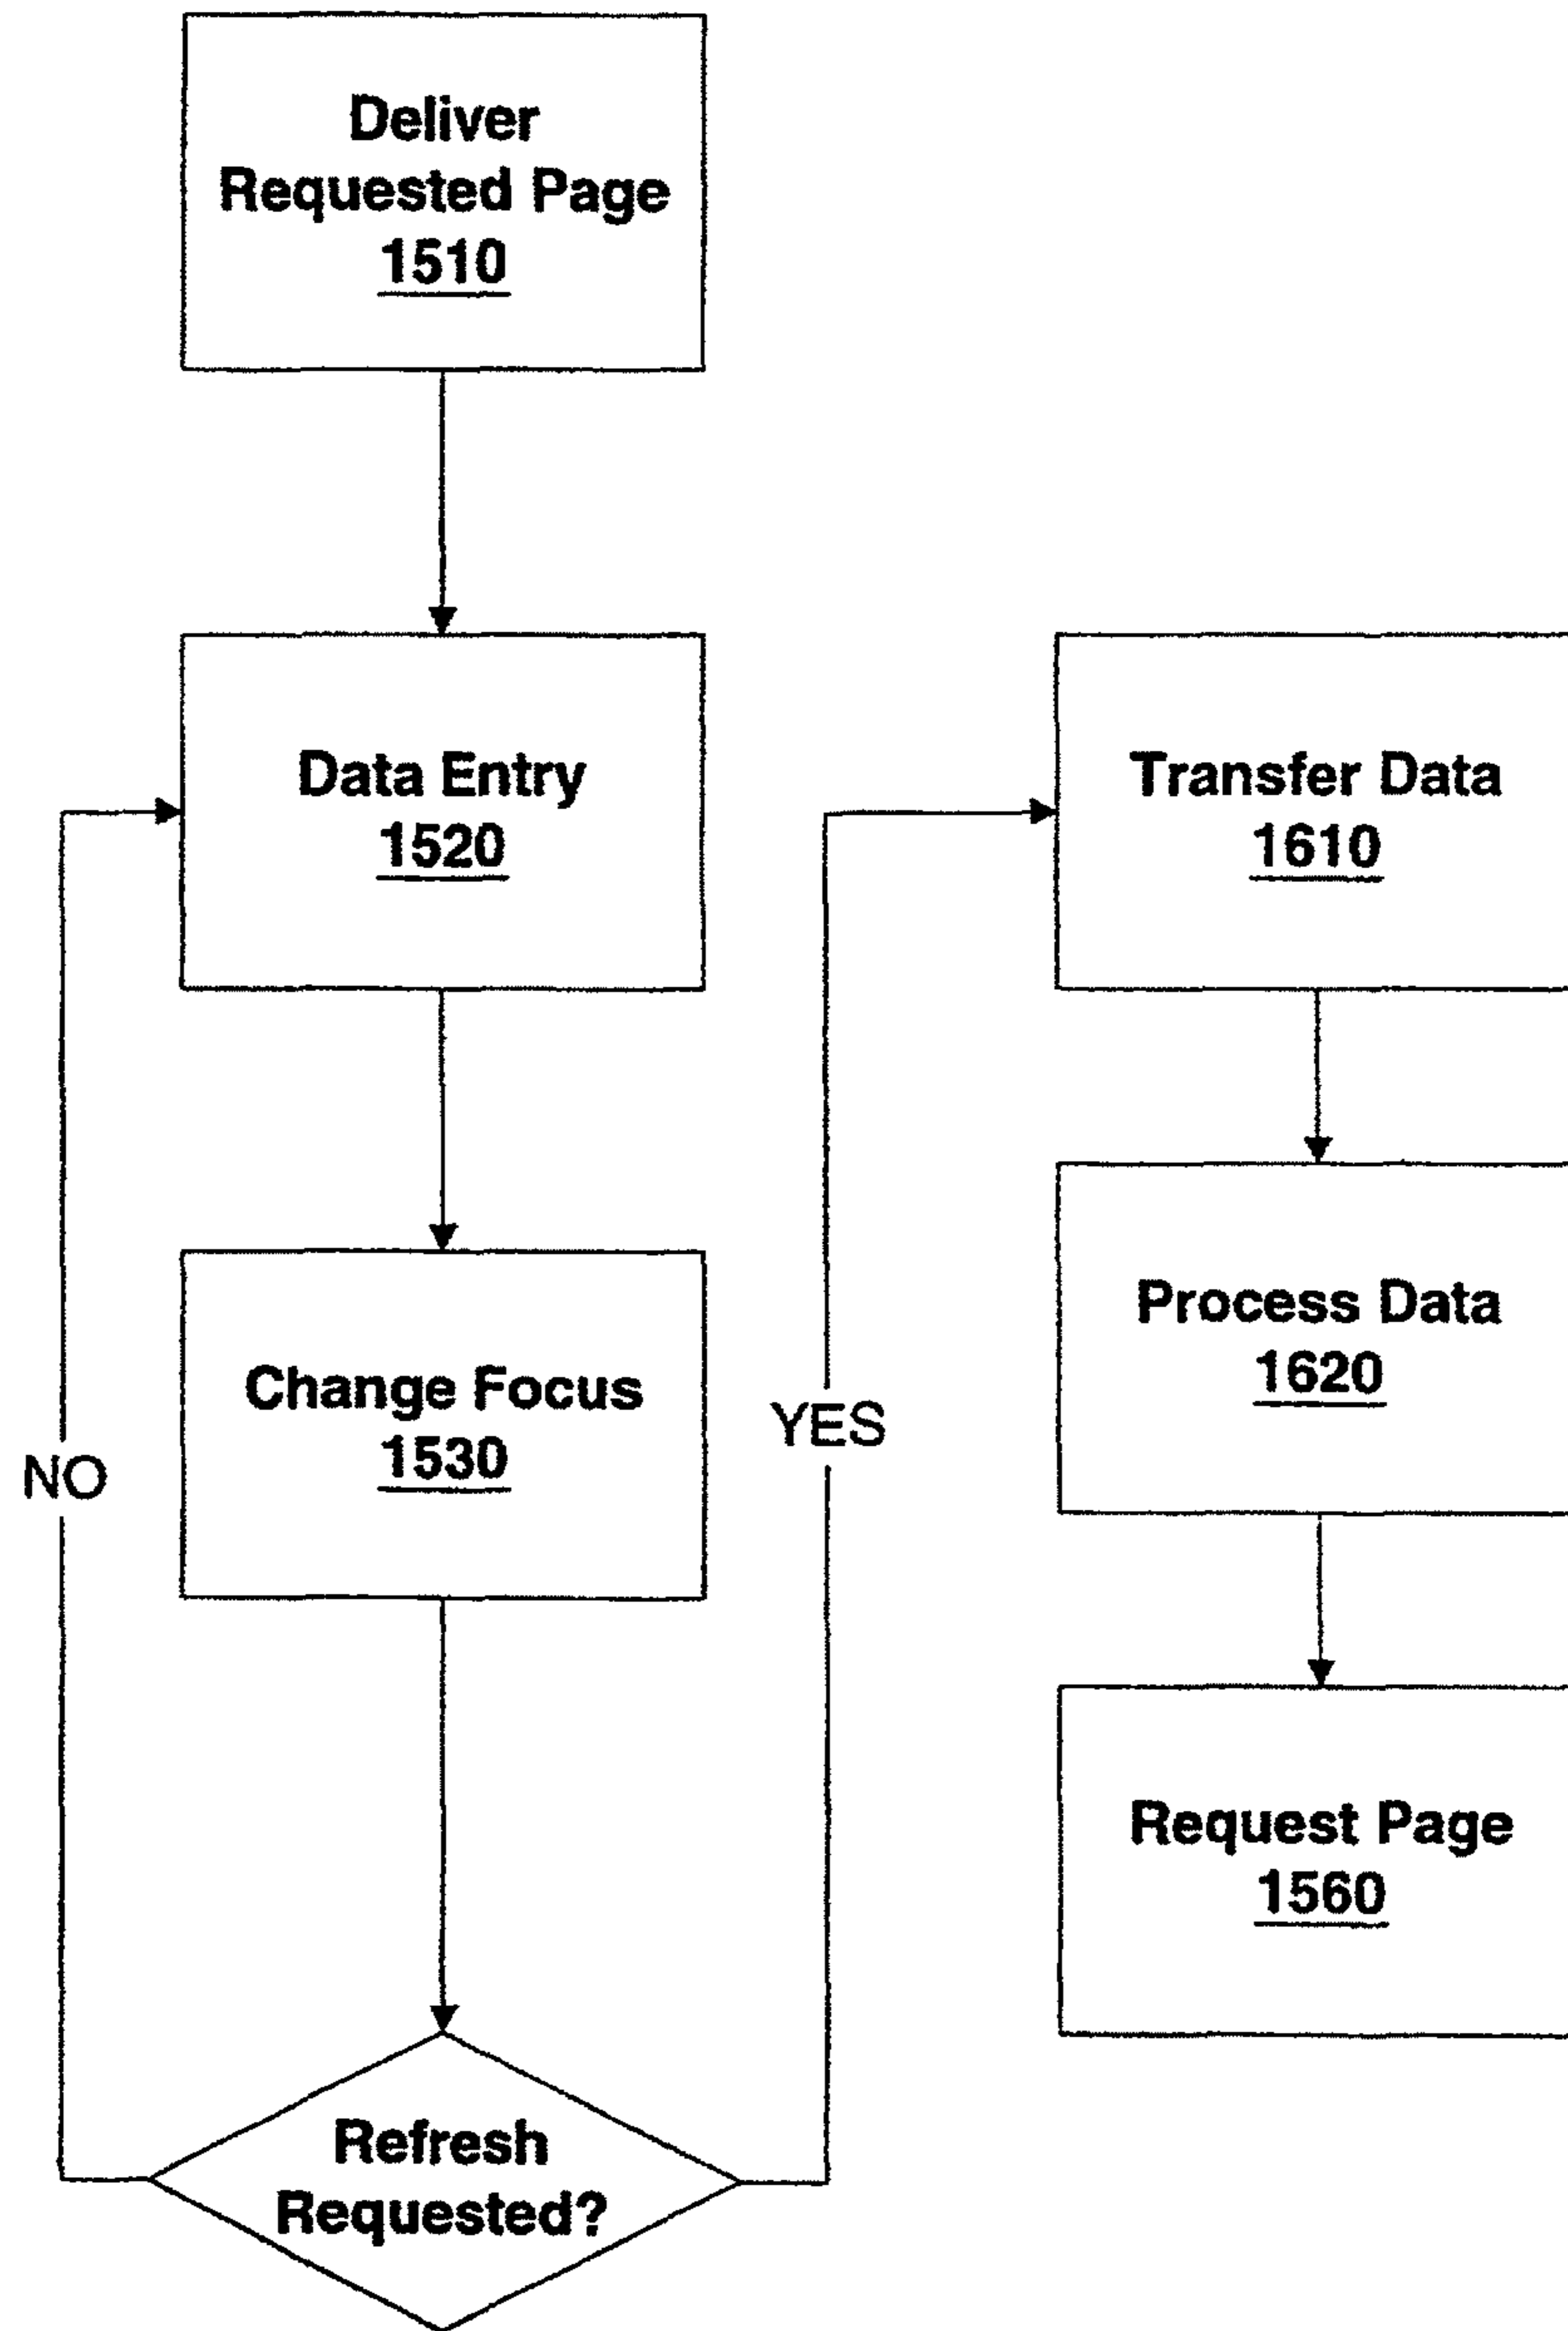 Deliver
Requested Page
1510
Data Entry
1520
Change Focus
1530
Refresh
Requested?
NO
YES
Transfer Data
1610
Process Data
1620
Request Page
1560